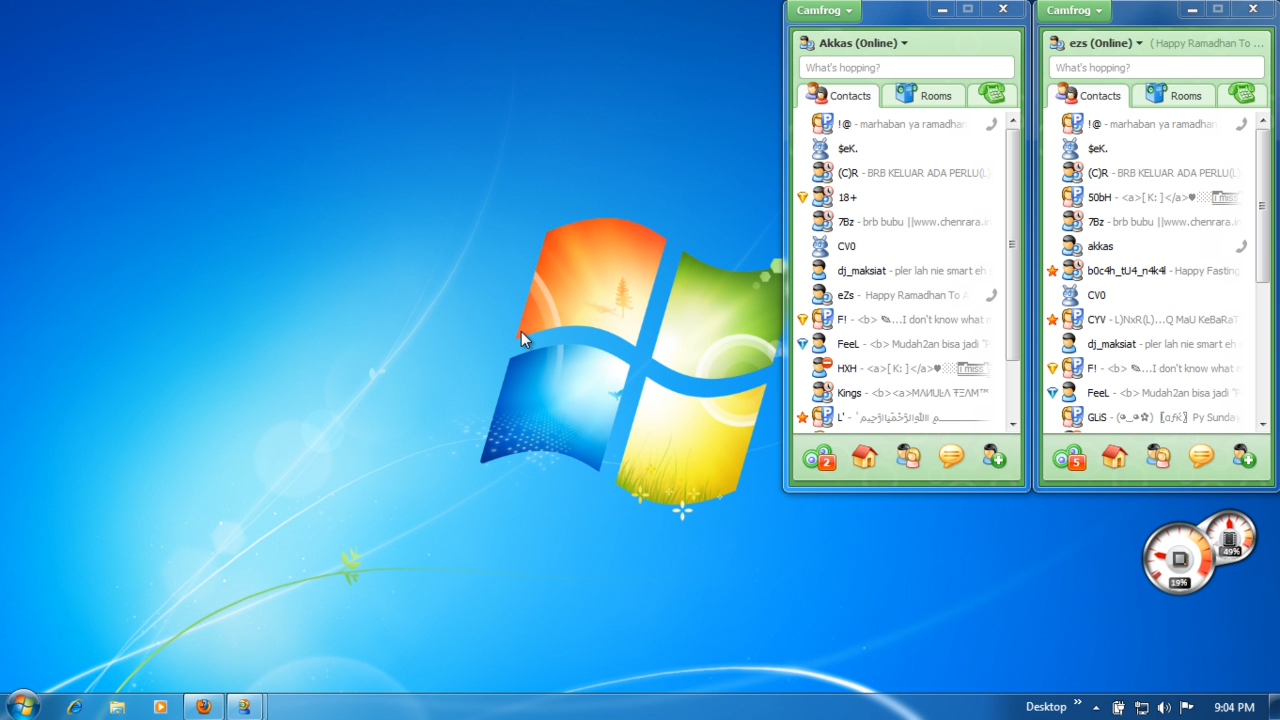 Camfrog
Akkas (Online)
What's hopping?
Contacts
Rooms
!@ - marhaban ya ramadhan
$eK.
(C)R - BRB KELUAR ADA PERLU(L)
18+
7Bz - brb bubu ||www.chenrara.in
CV0
dj_maksiat - pler lah nie smart eh
eZs - Happy Ramadhan To A
F! - <b> ✎...I don't know what m
FeeL - <b> Mudah2an bisa jadi "P
HXH - <a>[ K: ]</a>♥░░ i miss
Kings - <b><a>
L' -
2
Camfrog
ezs (Online) (Happy Ramadhan To ...
What's hopping?
Contacts
Rooms
!@ - marhaban ya ramadhan
$eK.
(C)R - BRB KELUAR ADA PERLU(L)
50bH - <a>[ K: ]</a>♥░░ i miss
7Bz - brb bubu ||www.chenrara.in
akkas
b0c4h_tU4_n4k4l - Happy Fasting
CV0
CYV - L)NxR(L)...Q MaU KeBaRaT
dj_maksiat - pler lah nie smart eh
F! - <b> ✎...I don't know what m
FeeL - <b> Mudah2an bisa jadi "P
GLiS - Py Sunday
5
49%
19%
Desktop
9:04 PM